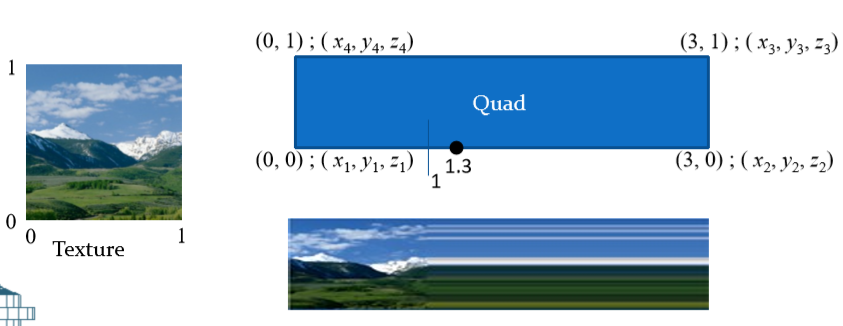 (0, 1) ; ( x₄, y₄, z₄)
(3, 1) ; ( x₃, y₃, z₃)
1
Quad
(0, 0) ; ( x₁, y₁, z₁)
1.3
(3, 0) ; ( x₂, y₂, z₂)
1
0
0
1
Texture